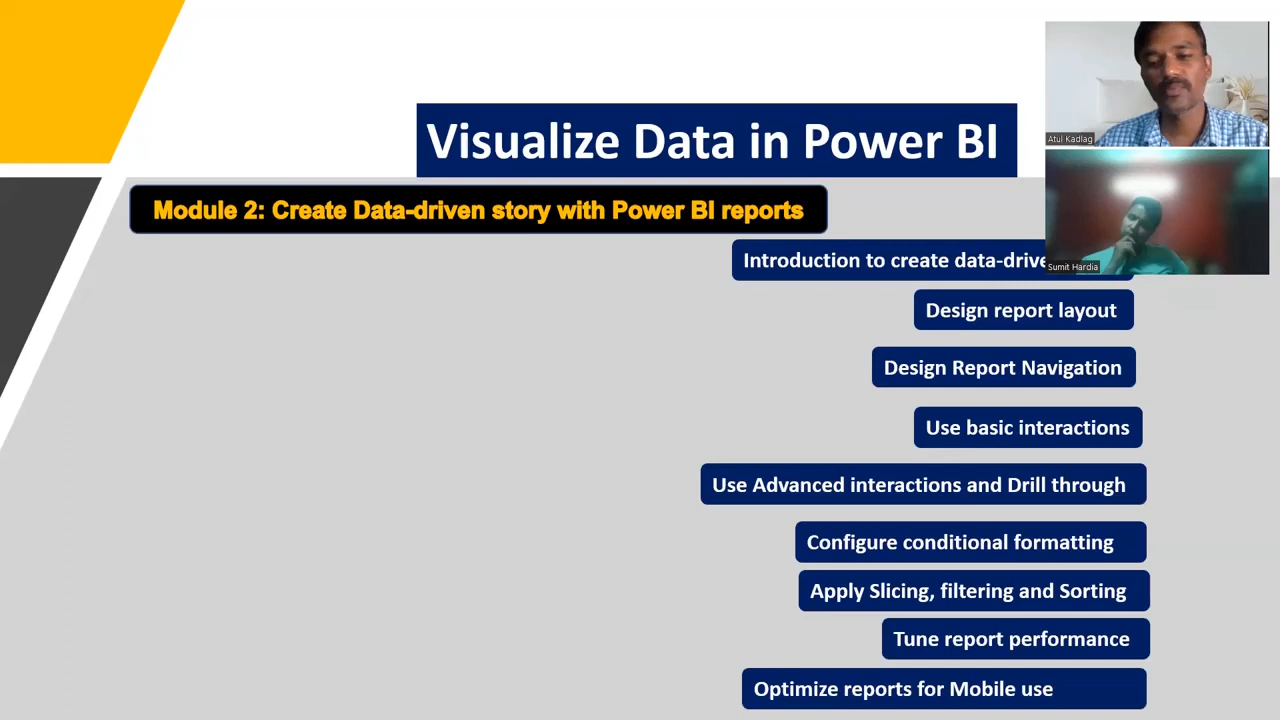 Visualize Data in Power BI
Atul Kadlag
Module 2: Create Data-driven story with Power BI reports
Introduction to create data-drive
Sumit Hardia
Design report layout
Design Report Navigation
Use basic interactions
Use Advanced interactions and Drill through
Configure conditional formatting
Apply Slicing, filtering and Sorting
Tune report performance
Optimize reports for Mobile use